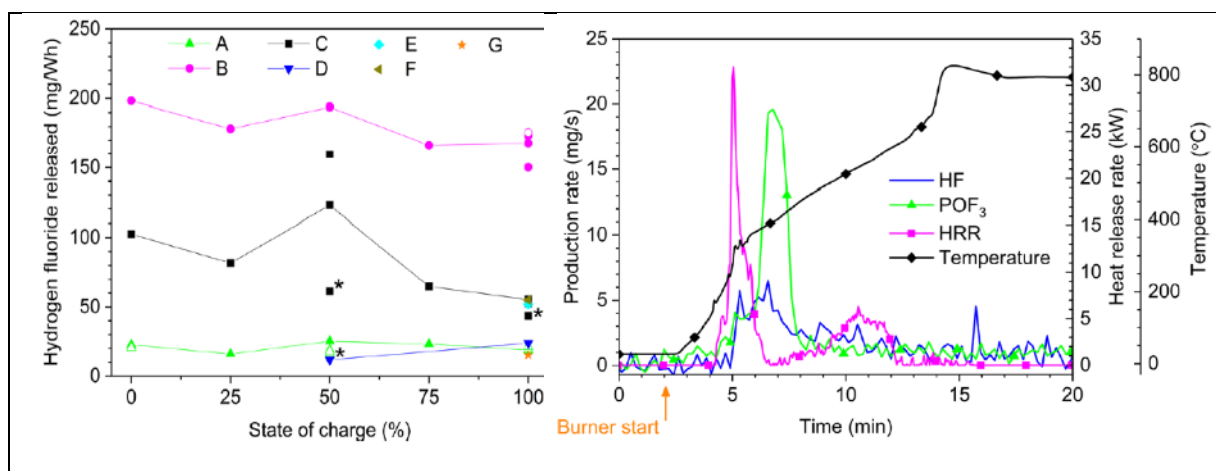 Hydrogen fluoride released (mg/Wh)
250
200
150
100
50
0
A
C
E
G
B
D
F
*
*
*
0
25
50
75
100
State of charge (%)
Production rate (mg/s)
25
20
15
10
5
0
HF
POF₃
HRR
Temperature
35
30
25
20
15
10
5
0
Heat release rate (kW)
800
600
400
200
0
Temperature (°C)
0
5
10
15
20
Burner start
Time (min)